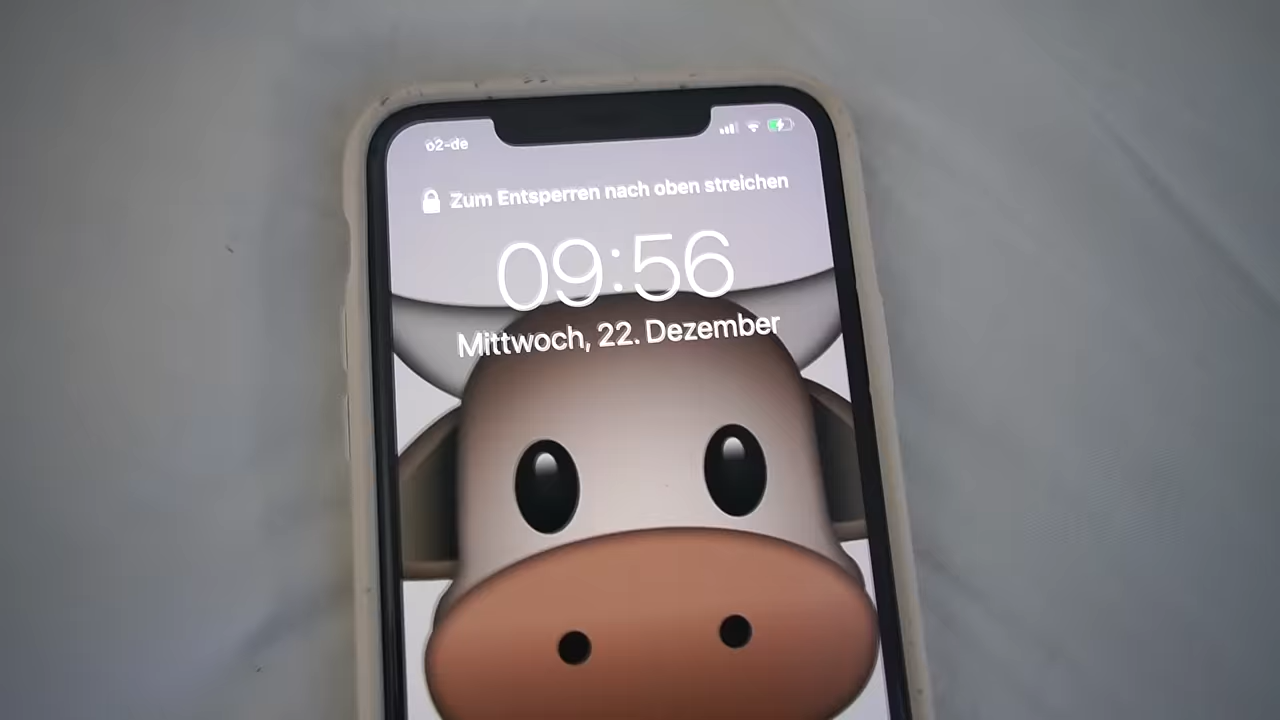 o2-de
Zum Entsperren nach oben streichen
09:56
Mittwoch, 22. Dezember